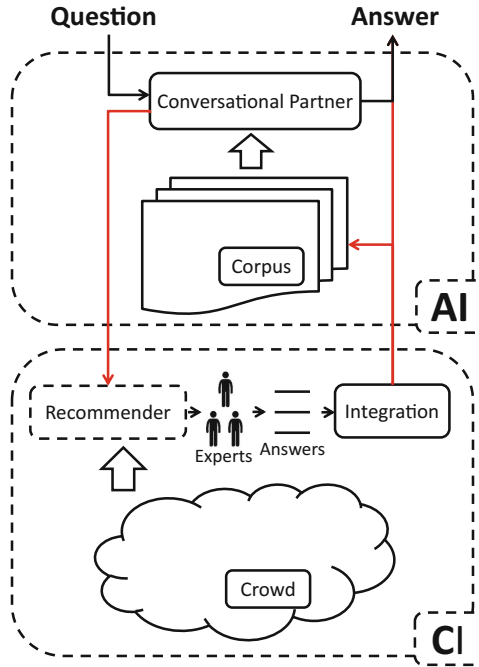 Question
Answer
Conversational Partner
Corpus
AI
Recommender
Experts
Answers
Integration
Crowd
CI